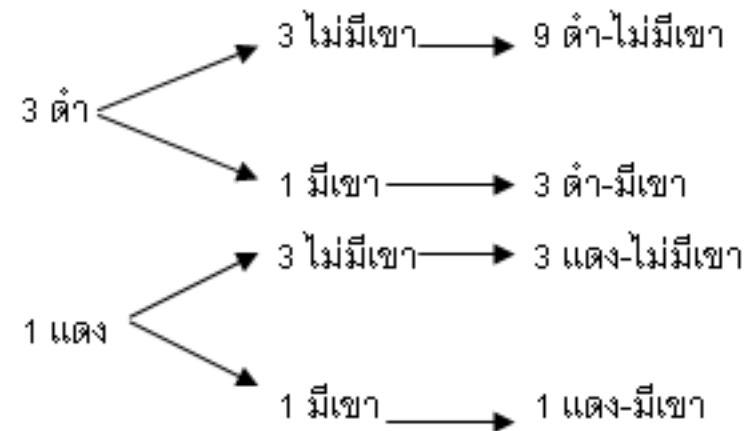 3 ไม่มีเขา 9 ดำ-ไม่มีเขา
3 ดำ
1 มีเขา 3 ดำ-มีเขา
3 ไม่มีเขา 3 แดง-ไม่มีเขา
1 แดง
1 มีเขา 1 แดง-มีเขา